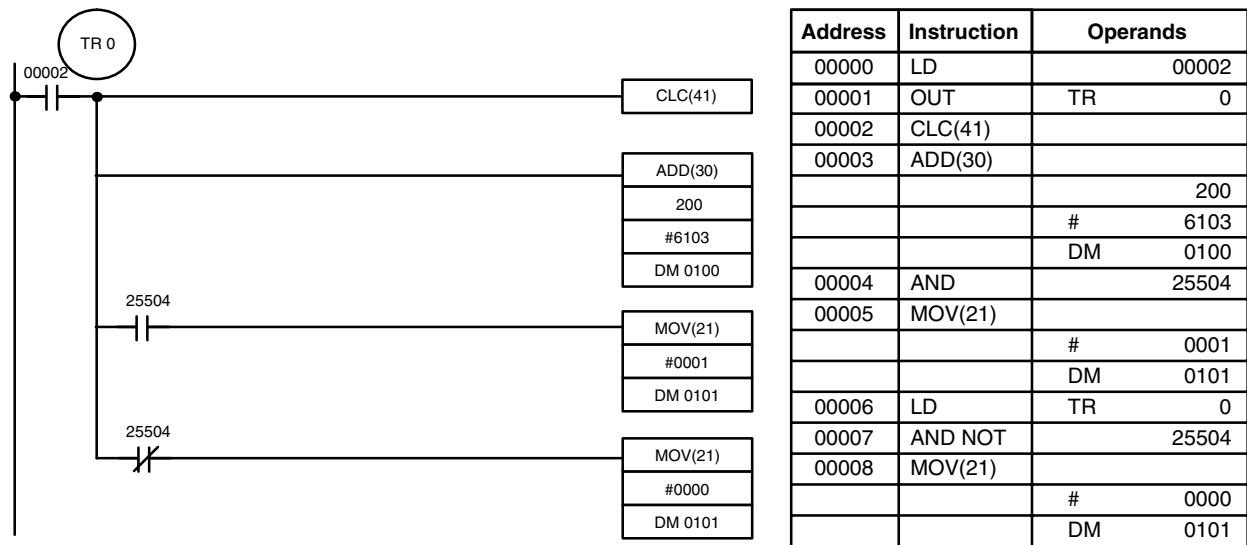 TR 0
00002
CLC(41)
ADD(30)
200
#6103
DM 0100
25504
MOV(21)
#0001
DM 0101
25504
MOV(21)
#0000
DM 0101
Address Instruction Operands
00000 LD 00002
00001 OUT TR 0
00002 CLC(41)
00003 ADD(30)
200
# 6103
DM 0100
00004 AND 25504
00005 MOV(21)
# 0001
DM 0101
00006 LD TR 0
00007 AND NOT 25504
00008 MOV(21)
# 0000
DM 0101